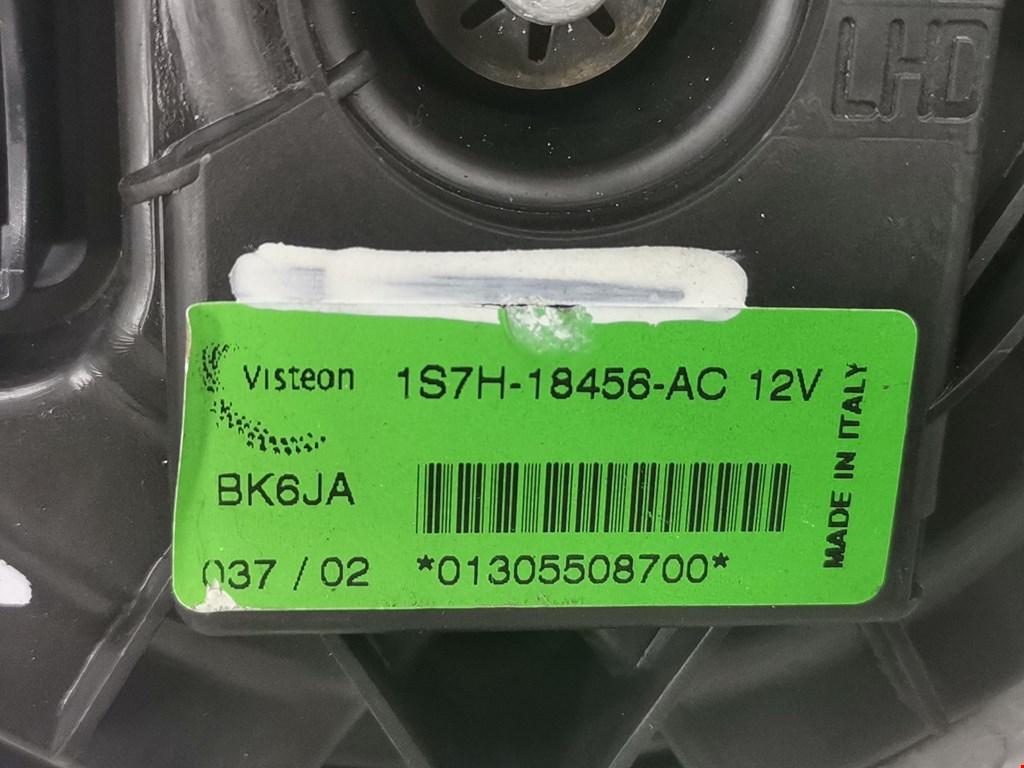 LHD
Visteon 1S7H-18456-AC 12V
BK6JA
037 / 02 *01305508700*
MADE IN ITALY